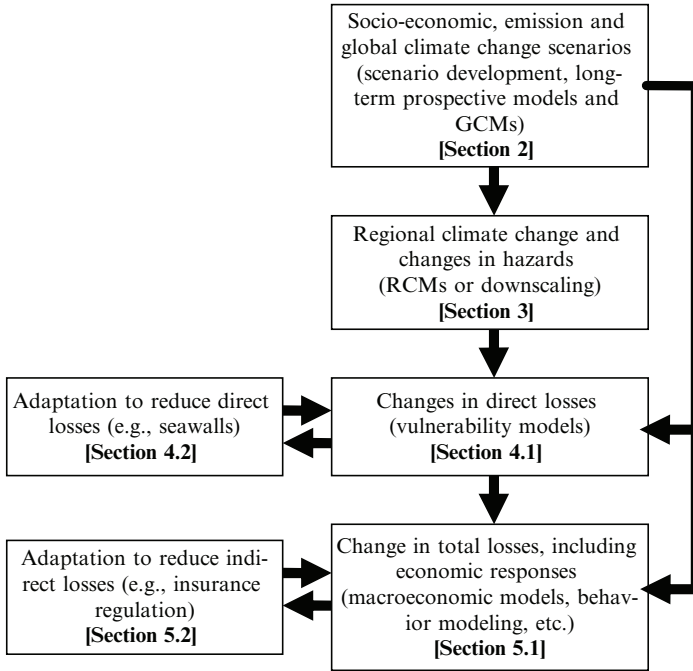 Socio-economic, emission and
global climate change scenarios
(scenario development, long-
term prospective models and
GCMs)
[Section 2]
Regional climate change and
changes in hazards
(RCMs or downscaling)
[Section 3]
Adaptation to reduce direct
losses (e.g., seawalls)
[Section 4.2]
Changes in direct losses
(vulnerability models)
[Section 4.1]
Adaptation to reduce indi-
rect losses (e.g., insurance
regulation)
[Section 5.2]
Change in total losses, including
economic responses
(macroeconomic models, behav-
ior modeling, etc.)
[Section 5.1]